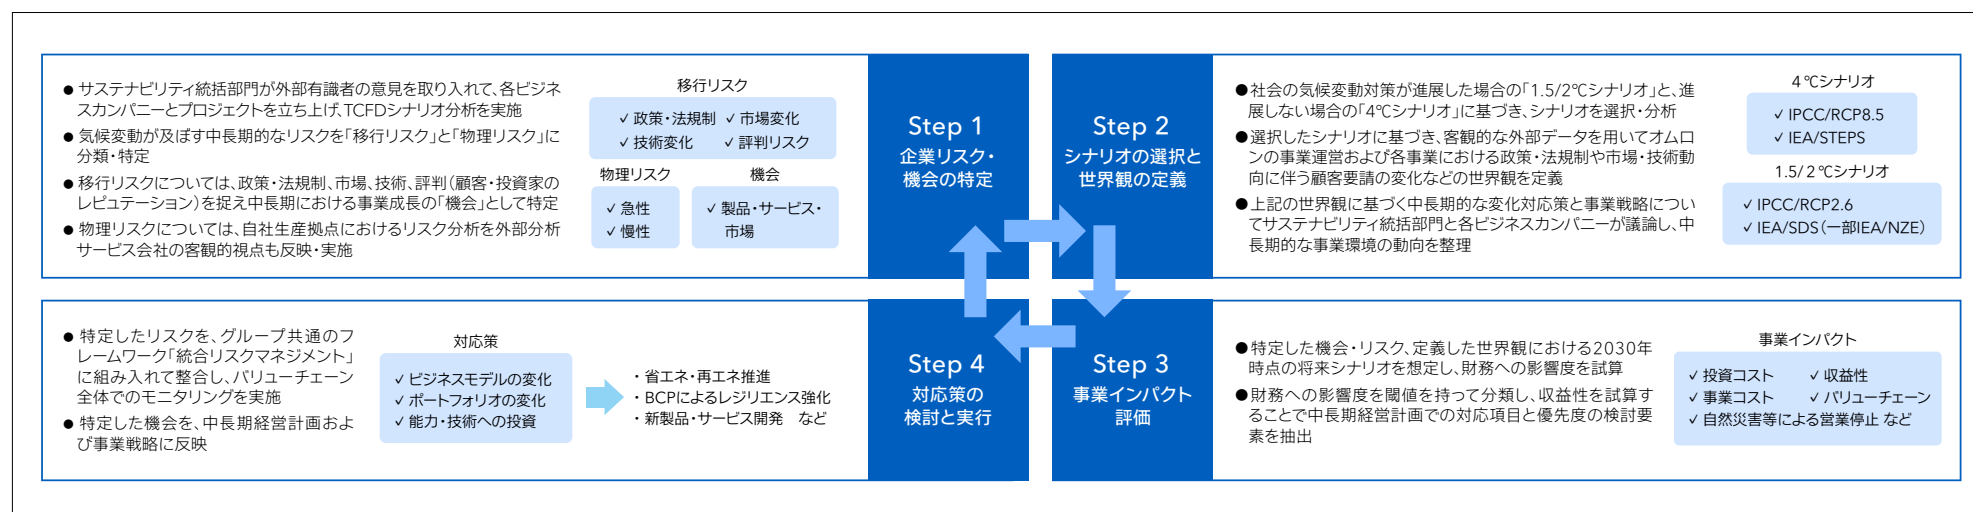 ● サステナビリティ統括部門が外部有識者の意見を取り入れて、各ビジネ
スカンパニーとプロジェクトを立ち上げ、TCFDシナリオ分析を実施
● 気候変動が及ぼす中長期的なリスクを「移行リスク」と「物理リスク」に
分類・特定
● 移行リスクについては、政策・法規制、市場、技術、評判（顧客・投資家の
レピュテーション）を捉え中長期における事業成長の「機会」として特定
● 物理リスクについては、自社生産拠点におけるリスク分析を外部分析
サービス会社の客観的視点も反映・実施
移行リスク
✓ 政策・法規制 ✓ 市場変化
✓ 技術変化 ✓ 評判リスク
物理リスク
✓ 急性
✓ 慢性
機会
✓ 製品・サービス・
市場
Step 1
企業リスク・
機会の特定
Step 2
シナリオの選択と
世界観の定義
●社会の気候変動対策が進展した場合の「1.5/2℃シナリオ」と、進
展しない場合の「4℃シナリオ」に基づき、シナリオを選択・分析
●選択したシナリオに基づき、客観的な外部データを用いてオムロ
ンの事業運営および各事業における政策・法規制や市場・技術動
向に伴う顧客要請の変化などの世界観を定義
●上記の世界観に基づく中長期的な変化対応策と事業戦略につい
てサステナビリティ統括部門と各ビジネスカンパニーが議論し、中
長期的な事業環境の動向を整理
4℃シナリオ
✓ IPCC/RCP8.5
✓ IEA/STEPS
1.5/2℃シナリオ
✓ IPCC/RCP2.6
✓ IEA/SDS（一部IEA/NZE）
● 特定したリスクを、グループ共通のフ
レームワーク「統合リスクマネジメント」
に組み入れて整合し、バリューチェーン
全体でのモニタリングを実施
● 特定した機会を、中長期経営計画およ
び事業戦略に反映
対応策
✓ ビジネスモデルの変化
✓ ポートフォリオの変化
✓ 能力・技術への投資
・省エネ・再エネ推進
・BCPによるレジリエンス強化
・新製品・サービス開発 など
Step 4
対応策の
検討と実行
Step 3
事業インパクト
評価
●特定した機会・リスク、定義した世界観における2030年
時点の将来シナリオを想定し、財務への影響度を試算
●財務への影響度を閾値を持って分類し、収益性を試算す
ることで中長期経営計画での対応項目と優先度の検討要
素を抽出
事業インパクト
✓ 投資コスト ✓ 収益性
✓ 事業コスト ✓ バリューチェーン
✓ 自然災害等による営業停止 など